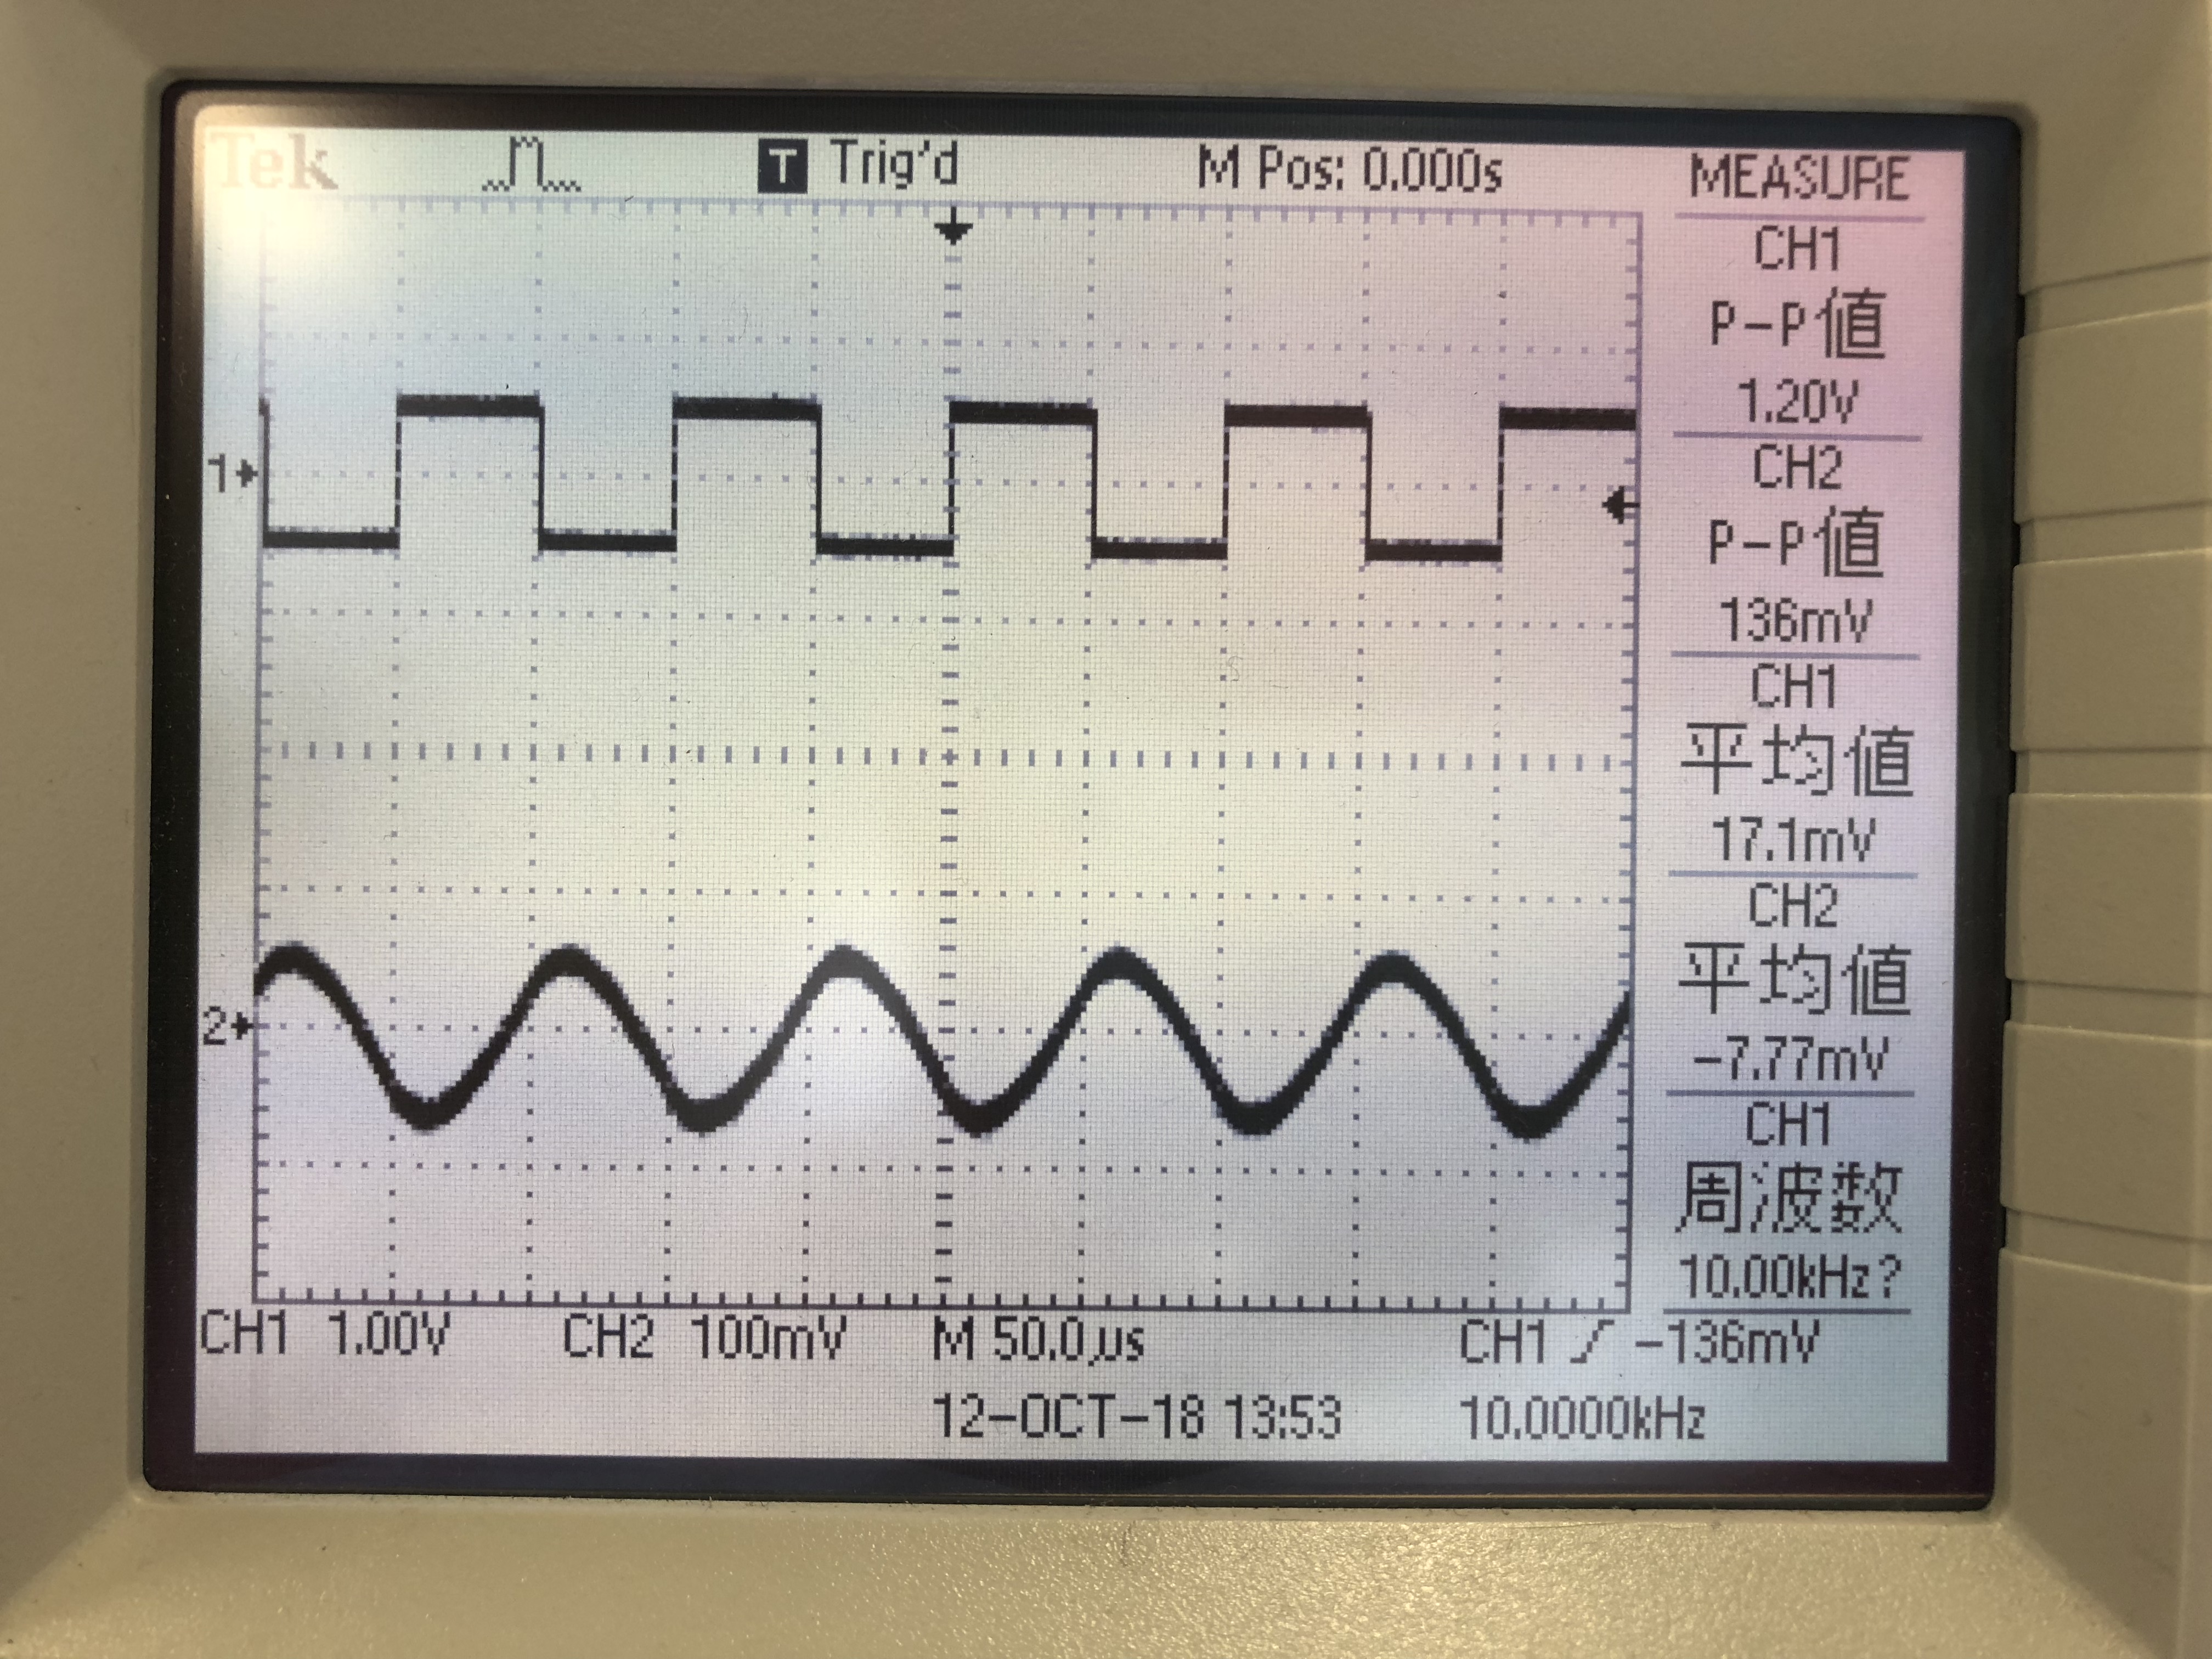 Tek T Trig'd M Pos: 0.000s MEASURE
CH1
P-P値
1.20V
CH2
P-P値
136mV
CH1
平均値
17.1mV
CH2
平均値
-7.77mV
CH1
周波数
10.00kHz?
1
2
CH1 1.00V CH2 100mV M 50.0µs CH1 -136mV
12-OCT-18 13:53 10.0000kHz